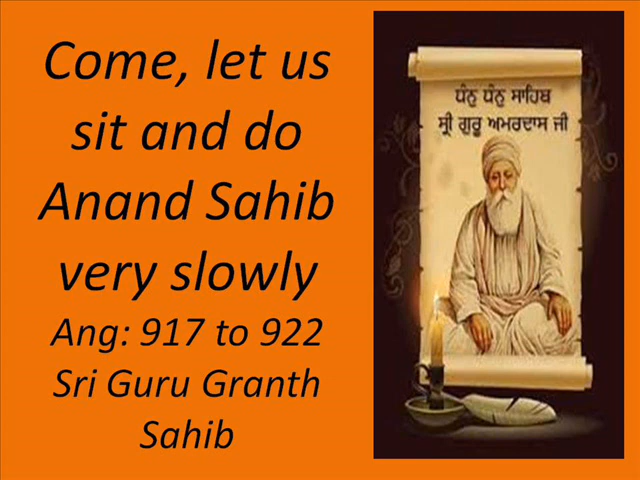 Come, let us
sit and do
Anand Sahib
very slowly
Ang: 917 to 922
Sri Guru Granth
Sahib
ਧੰਨੁ ਧੰਨੁ ਸਾਹਿਬ
ਸ੍ਰੀ ਗੁਰੂ ਅਮਰਦਾਸ ਜੀ